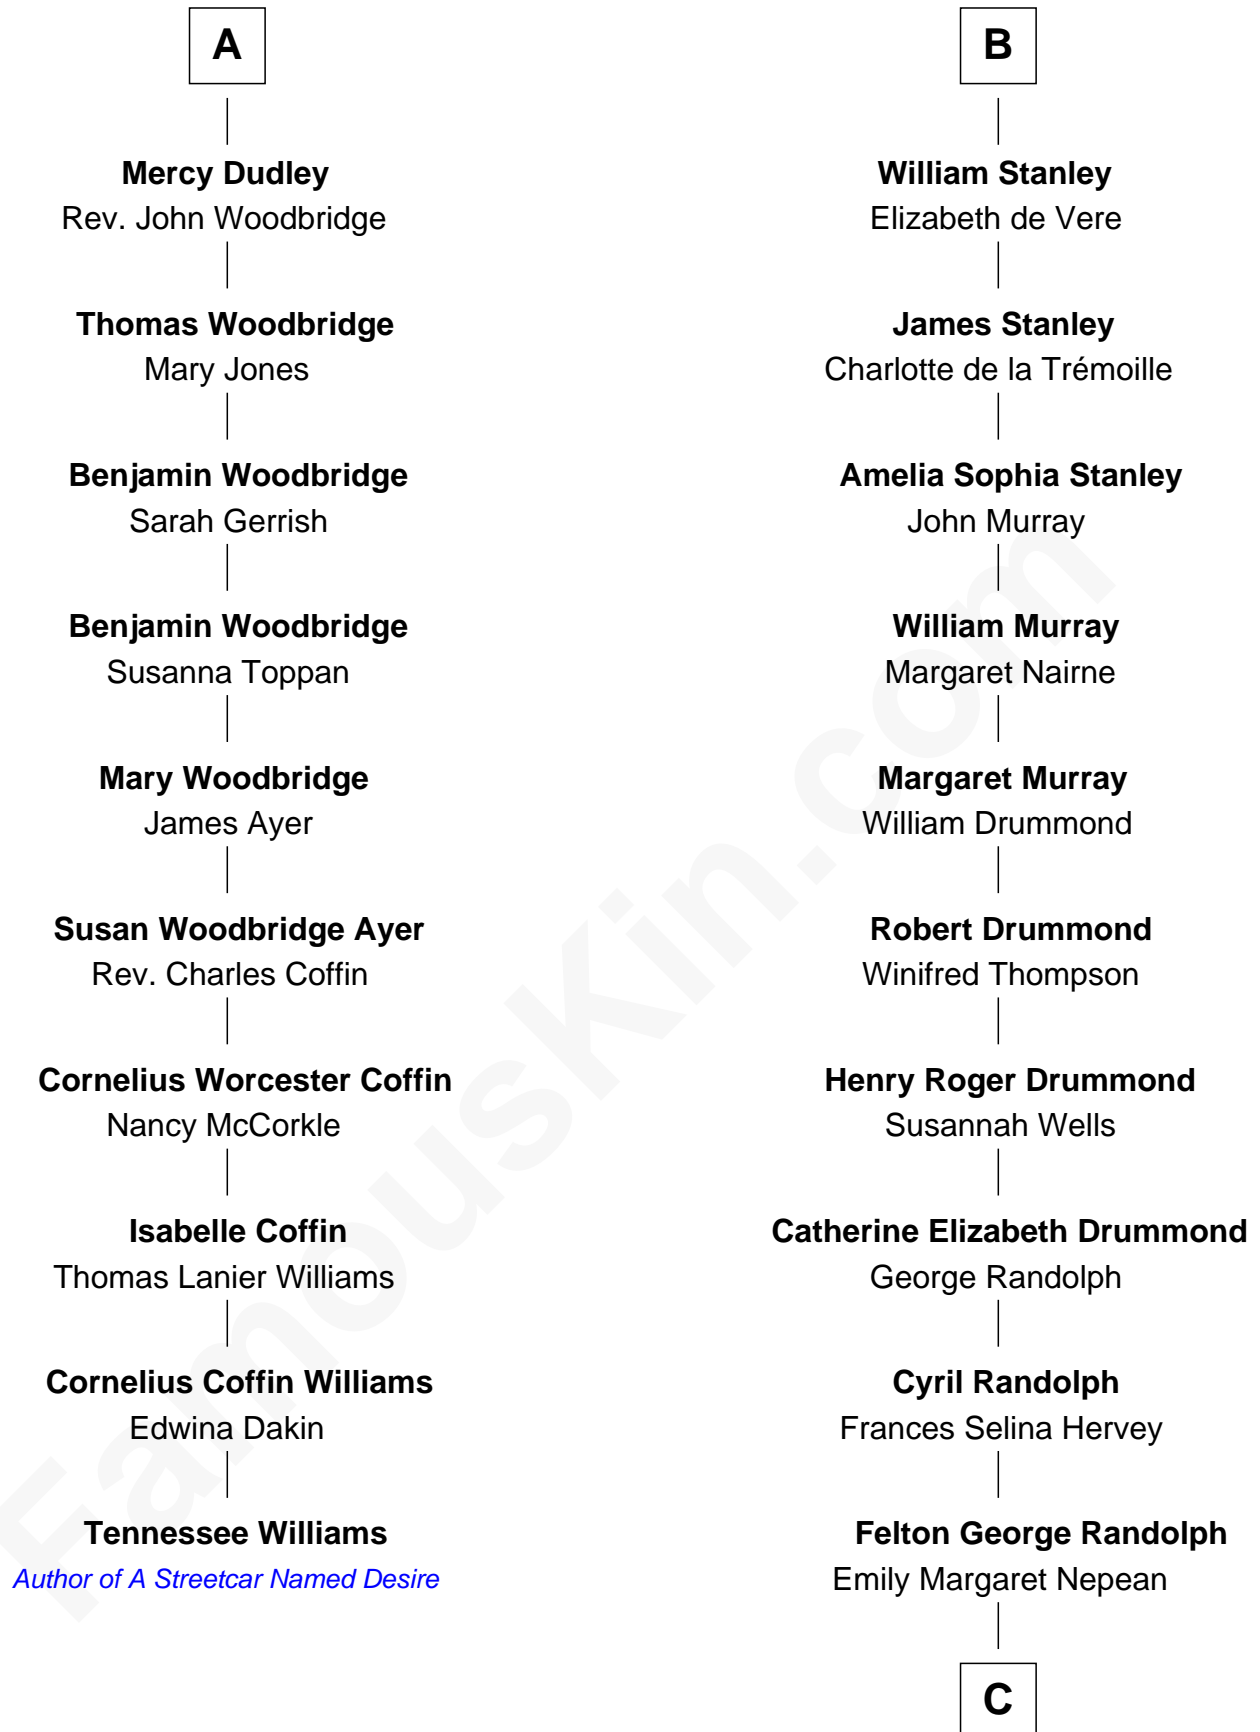 A
Mercy Dudley
Rev. John Woodbridge
Thomas Woodbridge
Mary Jones
Benjamin Woodbridge
Sarah Gerrish
Benjamin Woodbridge
Susanna Toppan
Mary Woodbridge
James Ayer
Susan Woodbridge Ayer
Rev. Charles Coffin
Cornelius Worcester Coffin
Nancy McCorkle
Isabelle Coffin
Thomas Lanier Williams
Cornelius Coffin Williams
Edwina Dakin
Tennessee Williams
Author of A Streetcar Named Desire
B
William Stanley
Elizabeth de Vere
James Stanley
Charlotte de la Trémoille
Amelia Sophia Stanley
John Murray
William Murray
Margaret Nairne
Margaret Murray
William Drummond
Robert Drummond
Winifred Thompson
Henry Roger Drummond
Susannah Wells
Catherine Elizabeth Drummond
George Randolph
Cyril Randolph
Frances Selina Hervey
Felton George Randolph
Emily Margaret Nepean
C
FamousKin.com